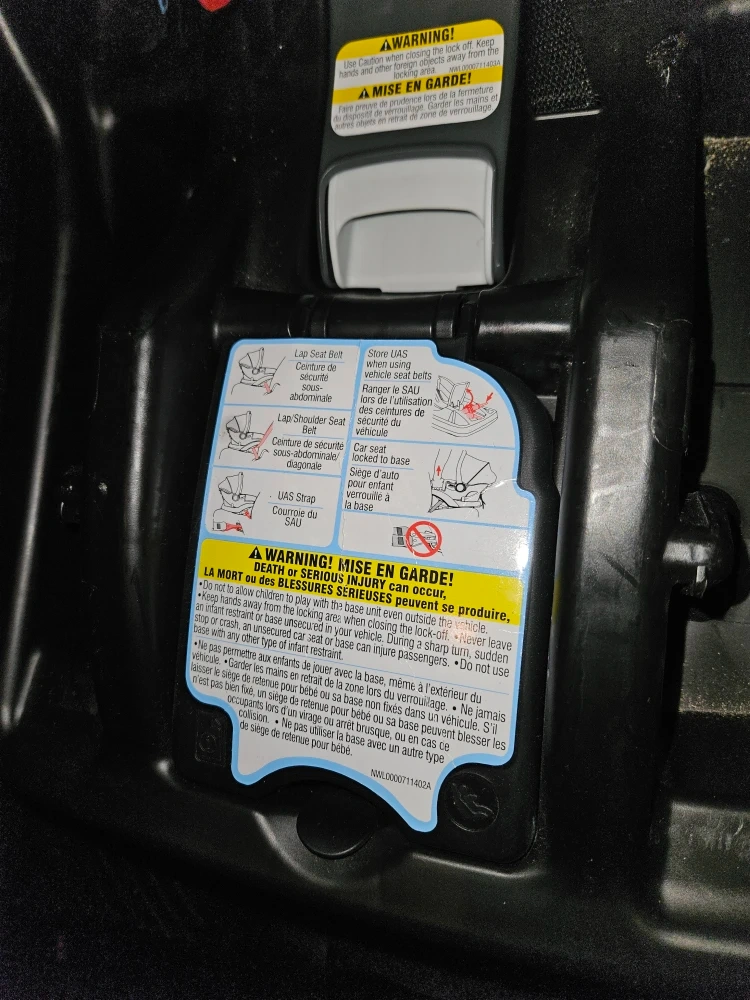 WARNING!
Use Caution when closing the lock off. Keep
hands and other foreign objects away from the
locking area. NWL0000711403A
MISE EN GARDE!
Faire preuve de prudence lors de la fermeture
du dispositif de verrouillage. Garder les mains et
autres objets en retrait de zone de verrouillage.
Lap Seat Belt
Ceinture de
sécurité
sous-
abdominale
Lap/Shoulder Seat
Belt
Ceinture de sécurité
sous-abdominale/
diagonale
UAS Strap
Courroie du
SAU
Store UAS
when using
vehicle seat belts
Ranger le SAU
lors de l'utilisation
des ceintures de
sécurité du
véhicule
Car seat
locked to base
Siège d'auto
pour enfant
verrouillé à
la base
WARNING! MISE EN GARDE!
DEATH or SERIOUS INJURY can occur,
LA MORT ou des BLESSURES SÉRIEUSES peuvent se produire,
•Do not to allow children to play with the base unit even outside the vehicle.
•Keep hands away from the locking area when closing the lock-off. •Never leave
an infant restraint or base unsecured in your vehicle. During a sharp turn, sudden
stop or crash, an unsecured car seat or base can injure passengers. •Do not use
base with any other type of infant restraint.
•Ne pas permettre aux enfants de jouer avec la base, même à l'extérieur du
véhicule. •Garder les mains en retrait de la zone lors du verrouillage. • Ne jamais
laisser le siège de retenue pour bébé ou sa base non fixés dans un véhicule. S'il
n'est pas bien fixé, un siège de retenue pour bébé ou sa base peuvent blesser les
occupants lors d'un virage ou arrêt brusque, ou en cas de
collision. • Ne pas utiliser la base avec un autre type
de siège de retenue pour bébé.
NWL0000711402A